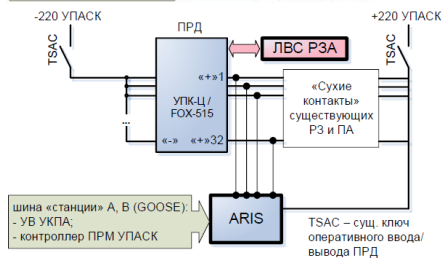 -220 УПАСК
ПРД
+220 УПАСК
TSAC
ЛВС РЗА
TSAC
«+»1
УПК-Ц /
FOX-515
«Сухие
контакты»
существующих
РЗ и ПА
...
«-»
«+»32
шина «станции» А, В (GOOSE):
- УВ УКПА;
- контроллер ПРМ УПАСК
ARIS
TSAC – сущ. ключ
оперативного ввода/
вывода ПРД